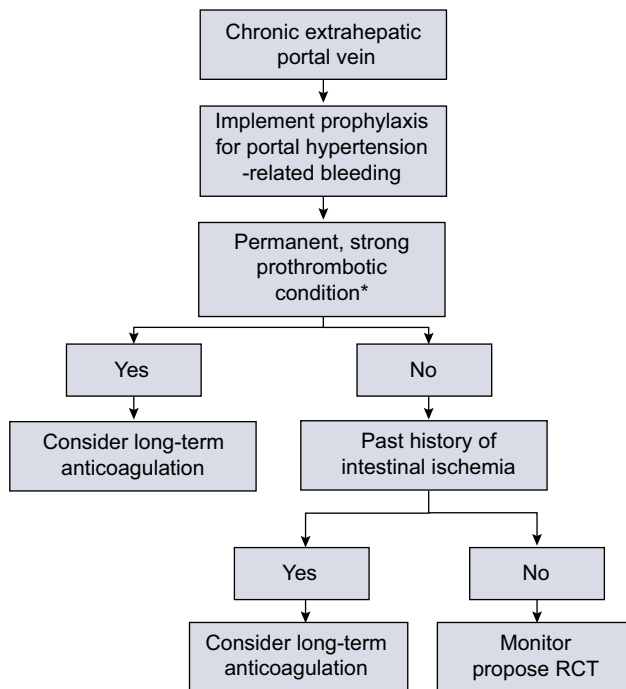 Chronic extrahepatic
portal vein
Implement prophylaxis
for portal hypertension
-related bleeding
Permanent, strong
prothrombotic
condition*
Yes
No
Consider long-term
anticoagulation
Past history of
intestinal ischemia
Yes
No
Consider long-term
anticoagulation
Monitor
propose RCT